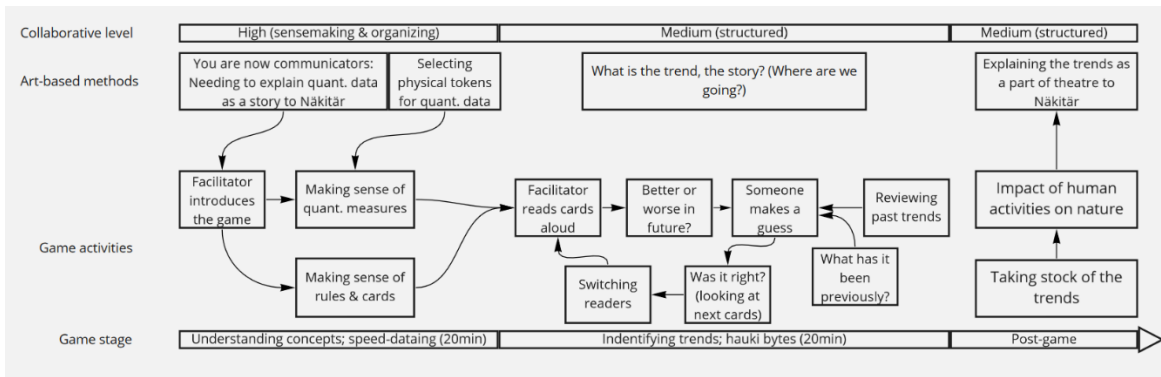 Collaborative level
High (sensemaking & organizing)
Medium (structured)
Medium (structured)
Art-based methods
You are now communicators:
Needing to explain quant. data
as a story to Näkitär
Selecting
physical tokens
for quant. data
What is the trend, the story? (Where are we
going?)
Explaining the trends as
a part of theatre to
Näkitär
Game activities
Facilitator
introduces
the game
Making sense of
quant. measures
Making sense of
rules & cards
Facilitator
reads cards
aloud
Better or
worse in
future?
Someone
makes a
guess
Reviewing
past trends
What has it
been
previously?
Was it right?
(looking at
next cards)
Switching
readers
Impact of human
activities on nature
Taking stock of the
trends
Game stage
Understanding concepts; speed-dataing (20min)
Indentifying trends; hauki bytes (20min)
Post-game